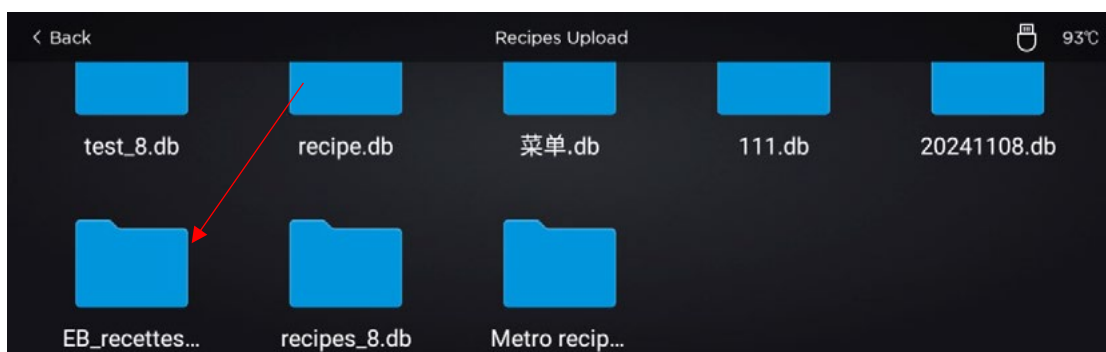 < Back Recipes Upload 93℃
test_8.db recipe.db 菜单.db 111.db 20241108.db
EB_recettes... recipes_8.db Metro recip...